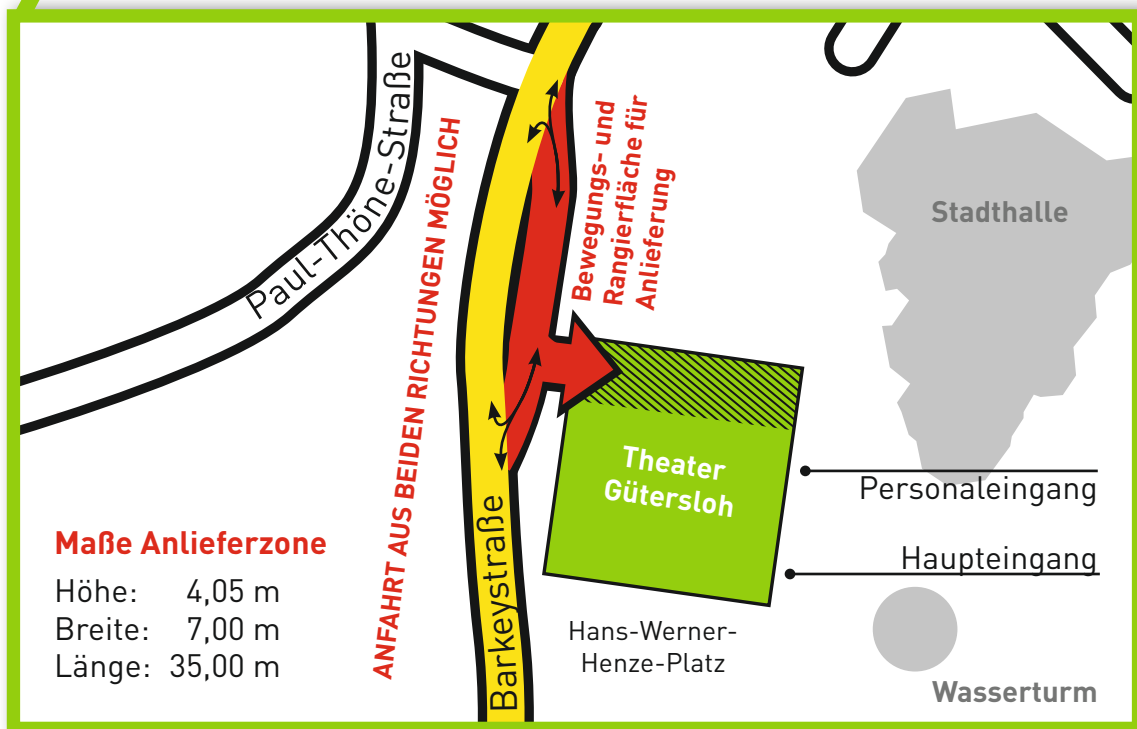 Paul-Thöne-Straße
ANFAHRT AUS BEIDEN RICHTUNGEN MÖGLICH
Bewegungs- und
Rangierfläche für
Anlieferung
Stadthalle
Theater
Gütersloh
Personaleingang
Haupteingang
Maße Anlieferzone
Höhe: 4,05 m
Breite: 7,00 m
Länge: 35,00 m
Barkeystraße
Hans-Werner-
Henze-Platz
Wasserturm